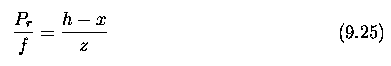 P_r/f = (h − x)/z (9.25)